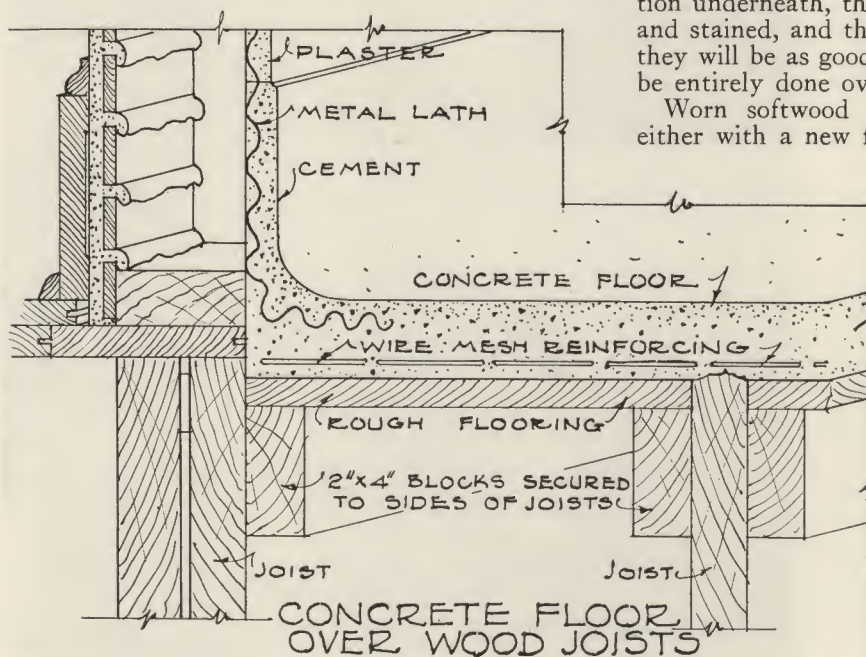 tion underneath, th
and stained, and th
they will be as good
be entirely done ov
Worn softwood
either with a new f
PLASTER
METAL LATH
CEMENT
CONCRETE FLOOR
WIRE MESH REINFORCING
ROUGH FLOORING
2"x4" BLOCKS SECURED
TO SIDES OF JOISTS
JOIST
JOIST
CONCRETE FLOOR
OVER WOOD JOISTS